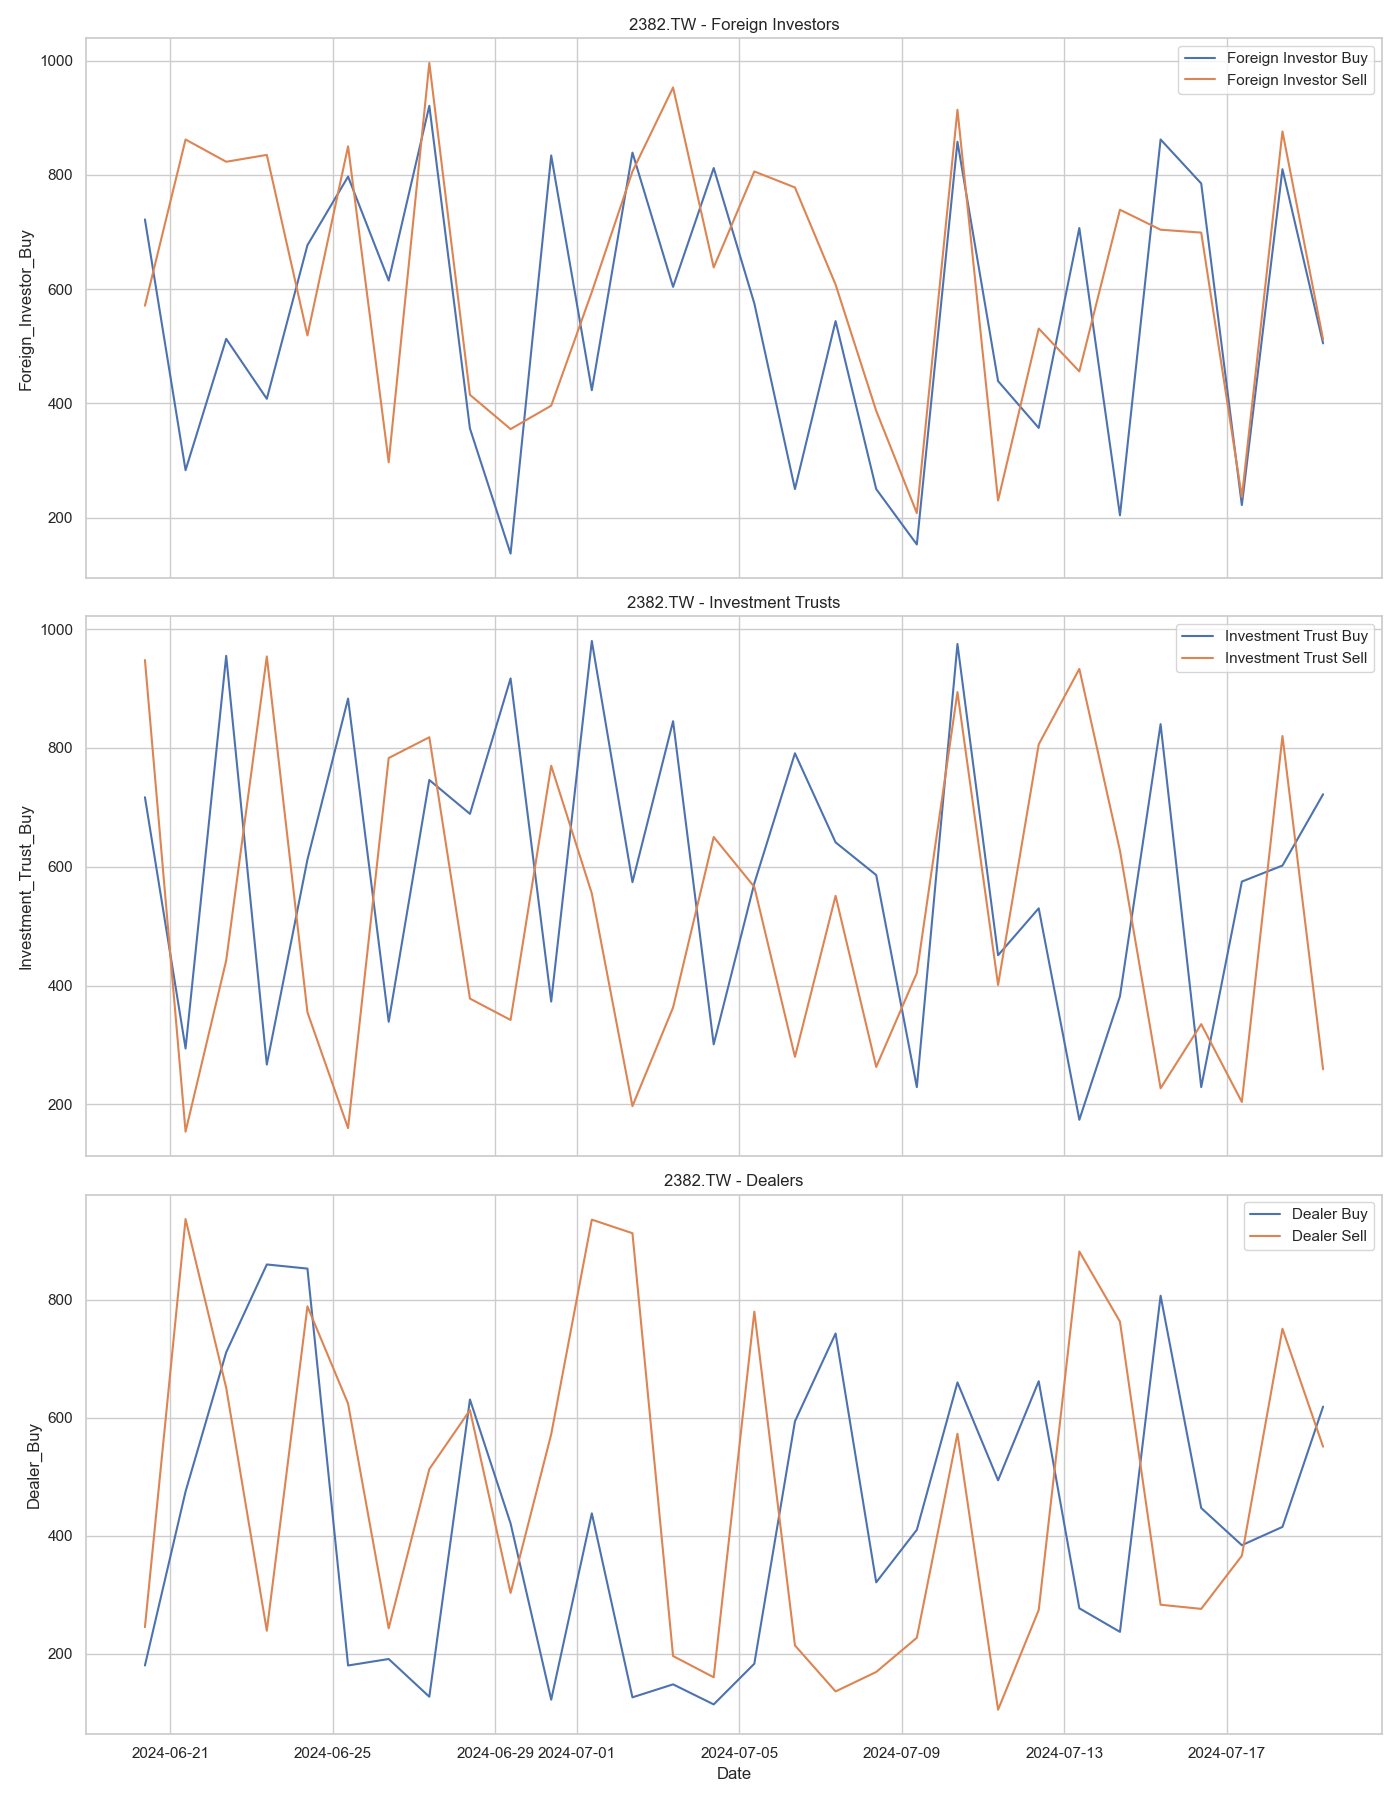 2382.TW - Foreign Investors
Foreign_Investor_Buy
1000
800
600
400
200
Foreign Investor Buy
Foreign Investor Sell
2382.TW - Investment Trusts
Investment_Trust_Buy
1000
800
600
400
200
Investment Trust Buy
Investment Trust Sell
2382.TW - Dealers
Dealer_Buy
800
600
400
200
Dealer Buy
Dealer Sell
2024-06-21 2024-06-25 2024-06-29 2024-07-01 2024-07-05 2024-07-09 2024-07-13 2024-07-17
Date